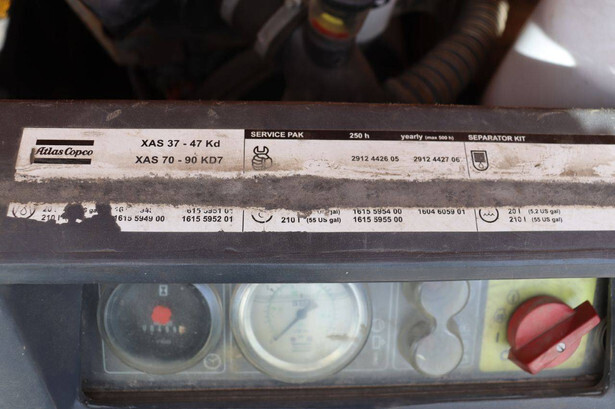 Atlas Copco
XAS 37 - 47 Kd
XAS 70 - 90 KD7
SERVICE PAK 250 h yearly (max 500 h) SEPARATOR KIT
2912 4426 05 2912 4427 06
1615 5951 01 1615 5954 00 1604 6059 01 20 l (5,2 US gal)
210 l 1615 5949 00 1615 5952 01 210 l (55 US gal) 1615 5955 00 210 l (55 US gal)